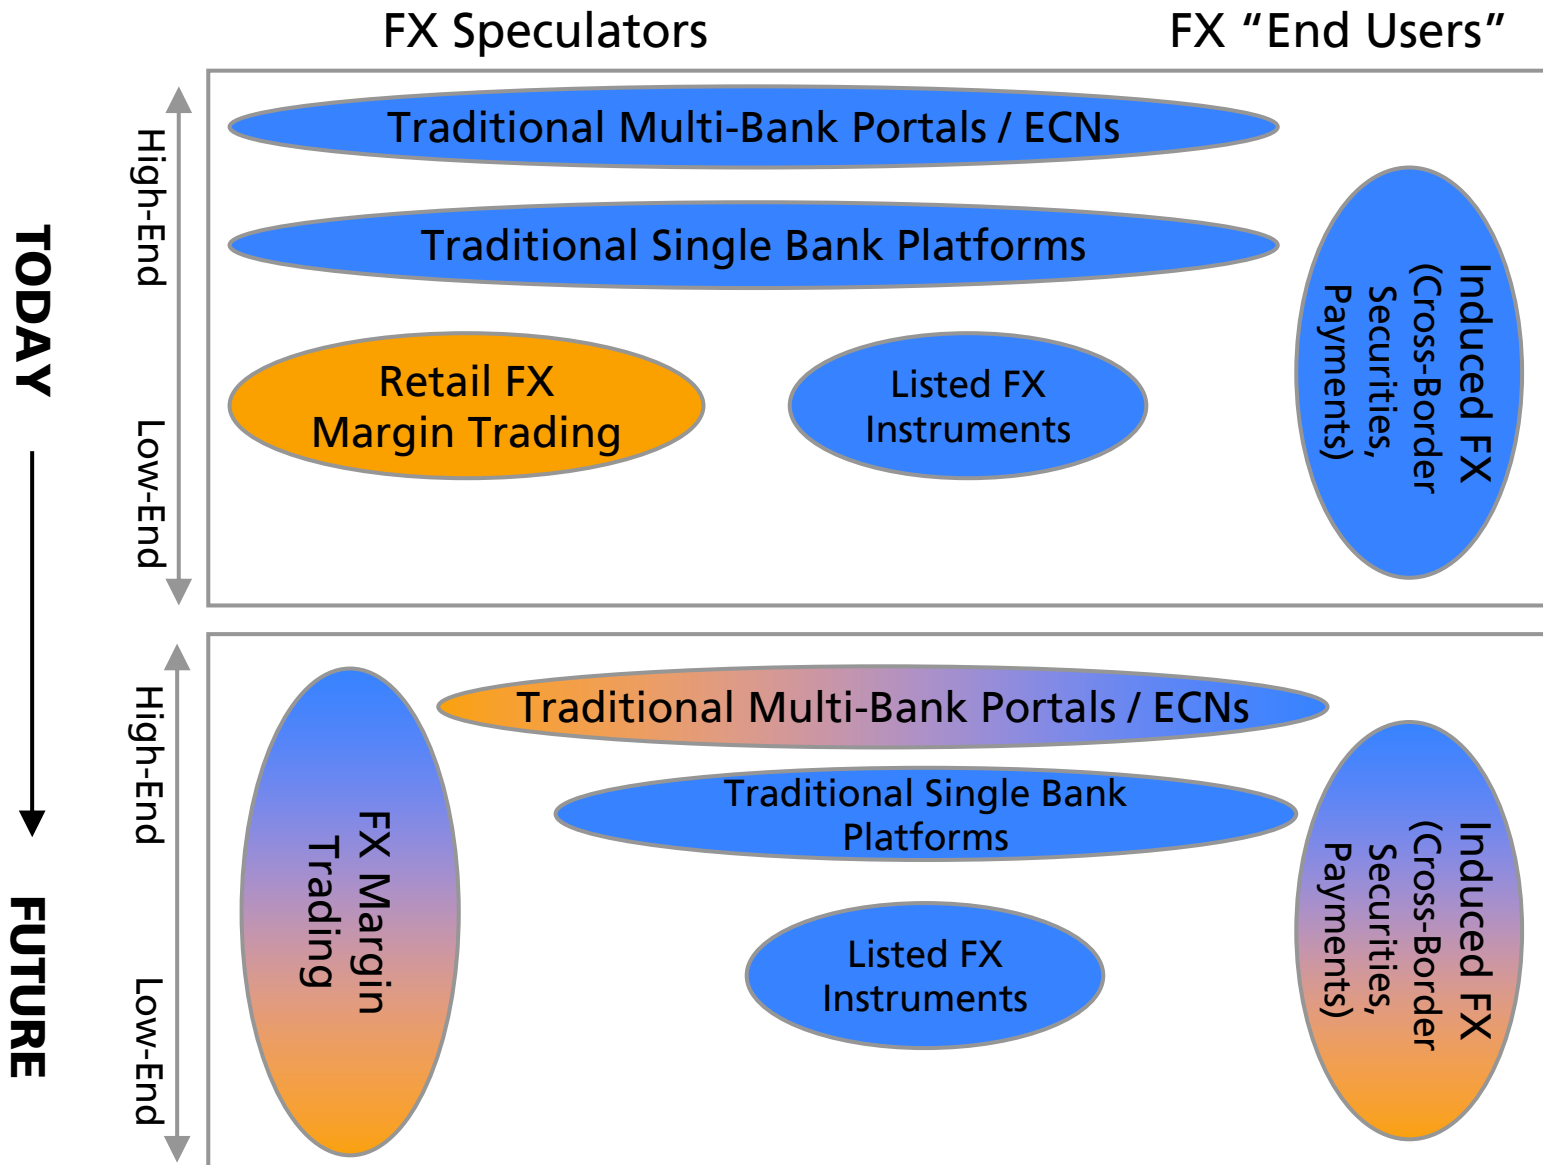 FX Speculators
FX “End Users”
TODAY
High-End
Low-End
Traditional Multi-Bank Portals / ECNs
Traditional Single Bank Platforms
Retail FX
Margin Trading
Listed FX
Instruments
Induced FX
(Cross-Border
Securities,
Payments)
FUTURE
High-End
Low-End
FX Margin
Trading
Traditional Multi-Bank Portals / ECNs
Traditional Single Bank
Platforms
Listed FX
Instruments
Induced FX
(Cross-Border
Securities,
Payments)